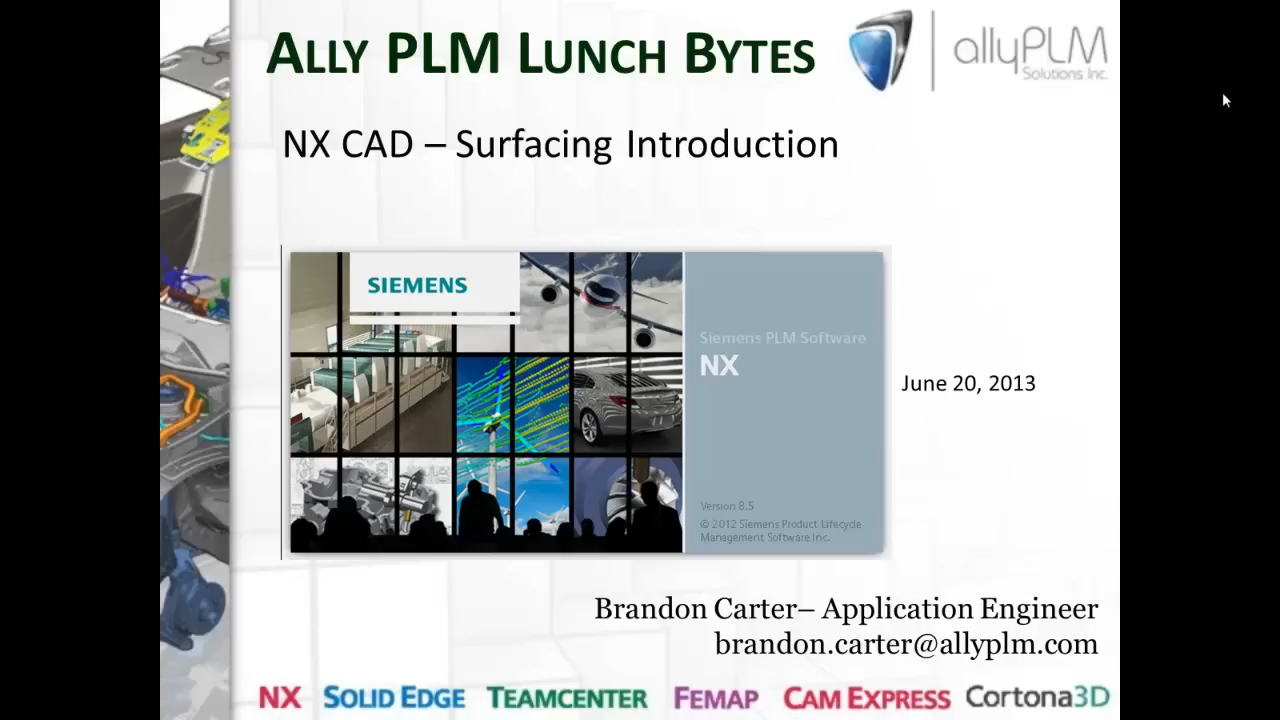 ALLY PLM LUNCH BYTES
allyPLM
Solutions Inc.
NX CAD – Surfacing Introduction
SIEMENS
Siemens PLM Software
NX
June 20, 2013
Version 8.5
© 2012 Siemens Product Lifecycle
Management Software Inc.
Brandon Carter– Application Engineer
brandon.carter@allyplm.com
NX SOLID EDGE TEAMCENTER FEMAP CAM EXPRESS Cortona3D